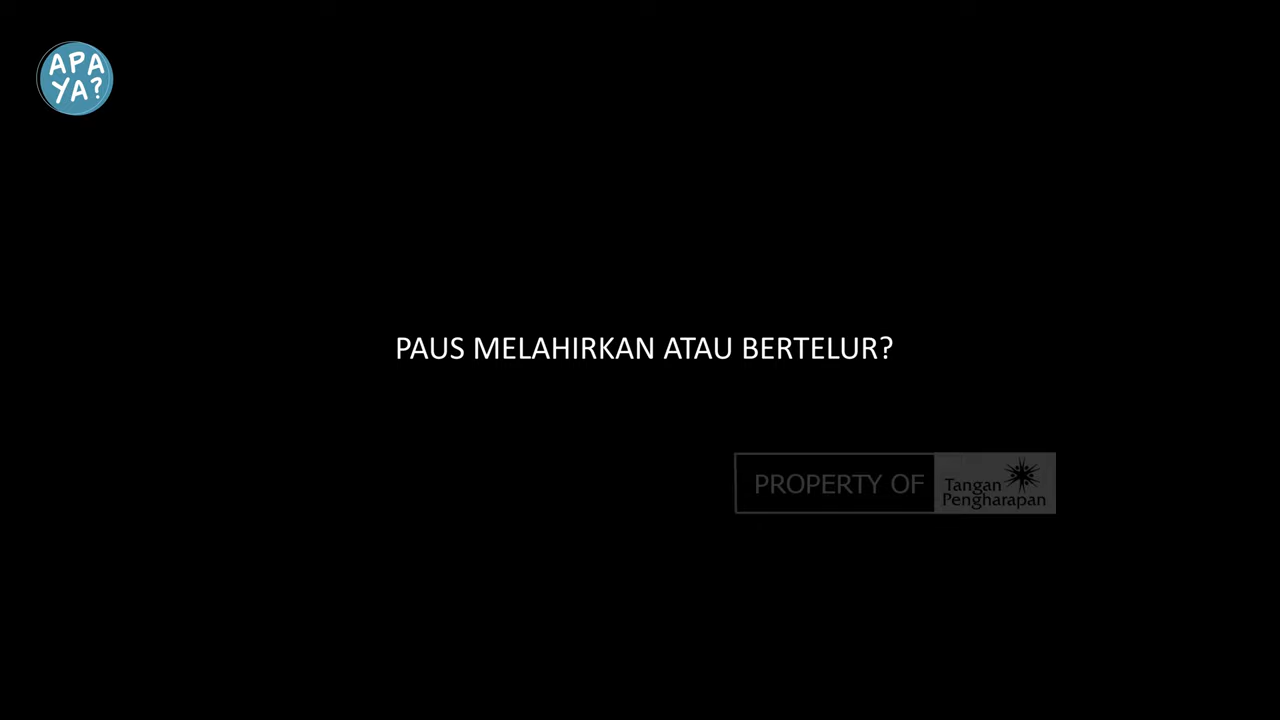 APA
YA?
PAUS MELAHIRKAN ATAU BERTELUR?
PROPERTY OF
Tangan
Pengharapan